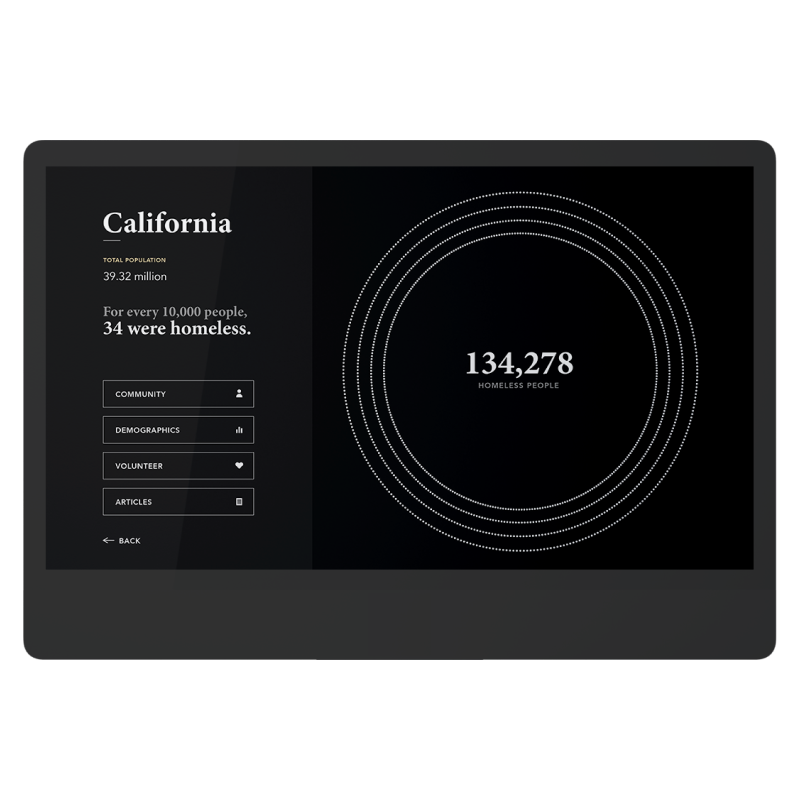 California
TOTAL POPULATION
39.32 million
For every 10,000 people,
34 were homeless.
COMMUNITY
DEMOGRAPHICS
VOLUNTEER
ARTICLES
BACK
134,278
HOMELESS PEOPLE